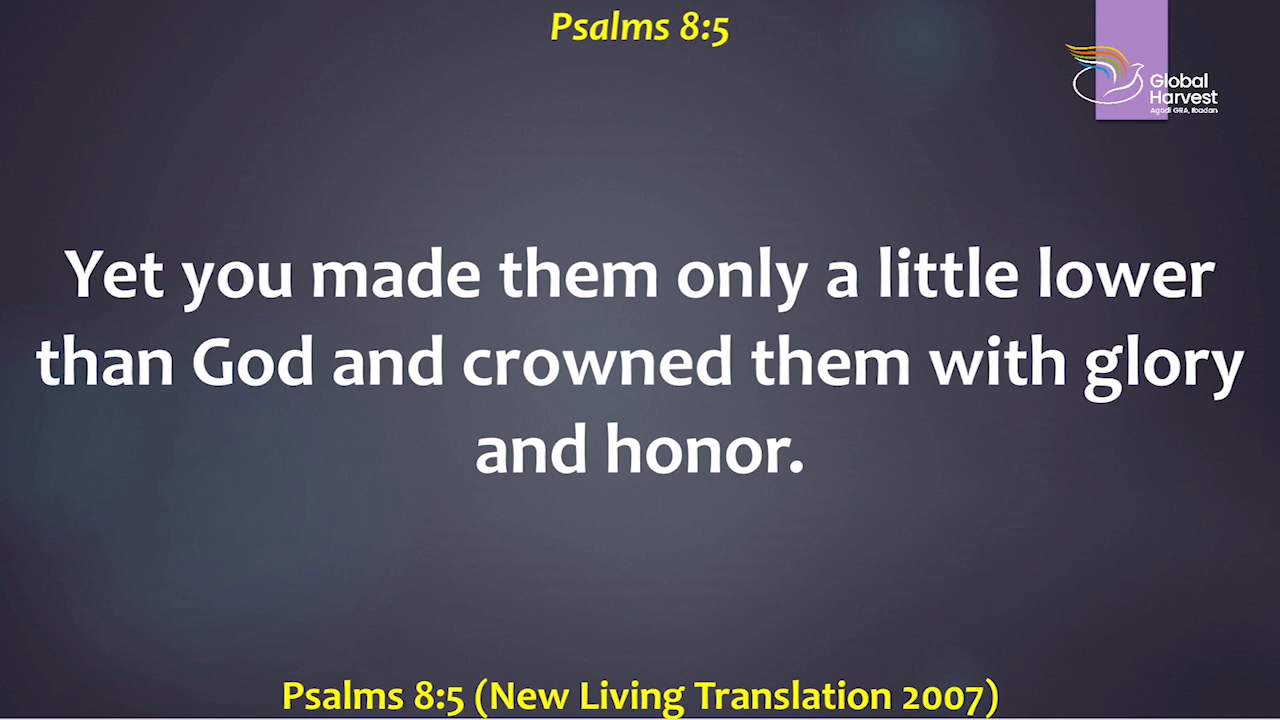 Psalms 8:5
Global
Harvest
Agodi GRA, Ibadan
Yet you made them only a little lower
than God and crowned them with glory
and honor.
Psalms 8:5 (New Living Translation 2007)